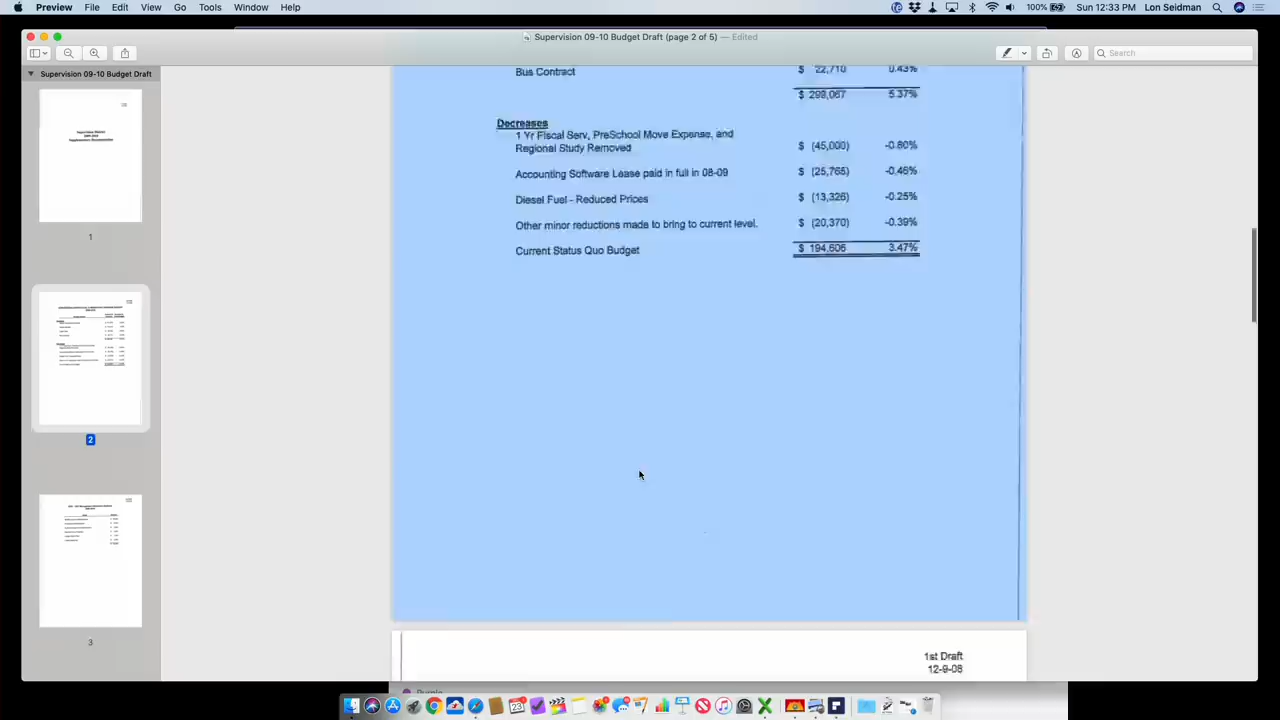 Preview File Edit View Go Tools Window Help 100% Sun 12:33 PM Lon Seidman
Supervision 09-10 Budget Draft (page 2 of 5) — Edited
Search
Supervision 09-10 Budget Draft
1
2
3
Bus Contract $ 22,710 0.43%
$ 299,067 5.37%
Decreases
1 Yr Fiscal Serv, PreSchool Move Expense, and
Regional Study Removed $ (45,000) -0.80%
Accounting Software Lease paid in full in 08-09 $ (25,765) -0.46%
Diesel Fuel - Reduced Prices $ (13,326) -0.25%
Other minor reductions made to bring to current level. $ (20,370) -0.39%
Current Status Quo Budget $ 194,606 3.47%
1st Draft
12-9-08
Purple